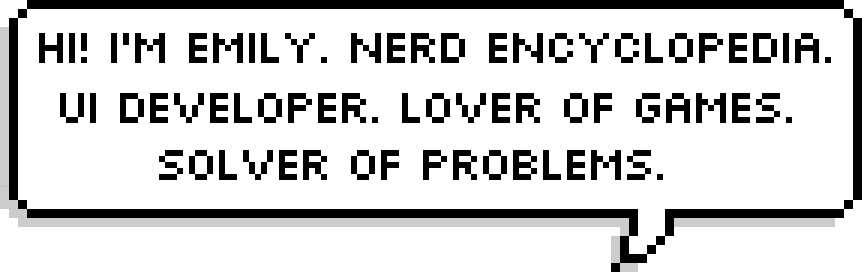 HI! I'M EMILY. NERD ENCYCLOPEDIA.
UI DEVELOPER. LOVER OF GAMES.
SOLVER OF PROBLEMS.